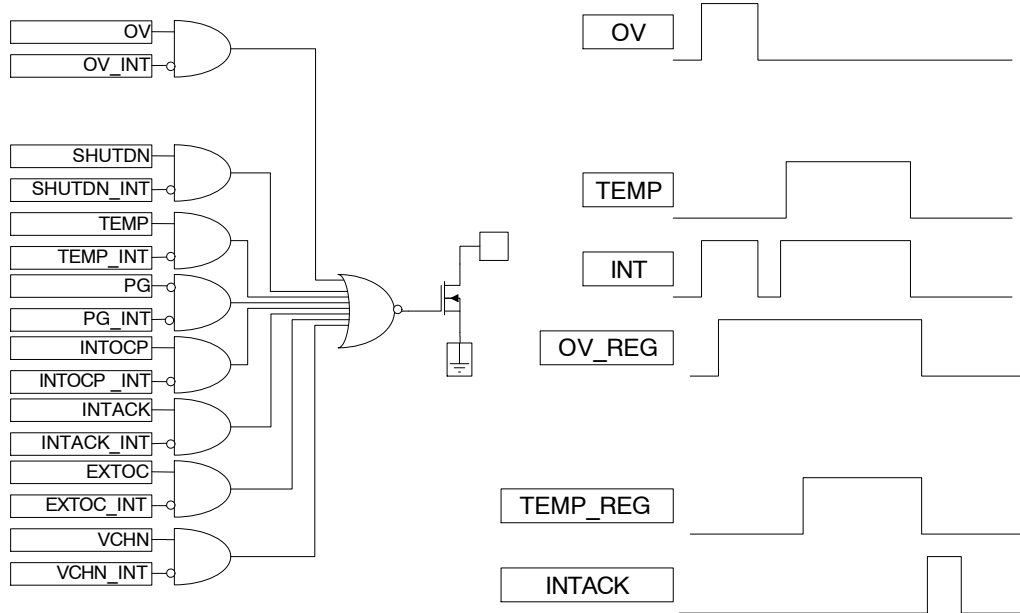 OV
OV_INT
SHUTDN
SHUTDN_INT
TEMP
TEMP_INT
PG
PG_INT
INTOCP
INTOCP _INT
INTACK
INTACK_INT
EXTOC
EXTOC_INT
VCHN
VCHN_INT
OV
TEMP
INT
OV_REG
TEMP_REG
INTACK